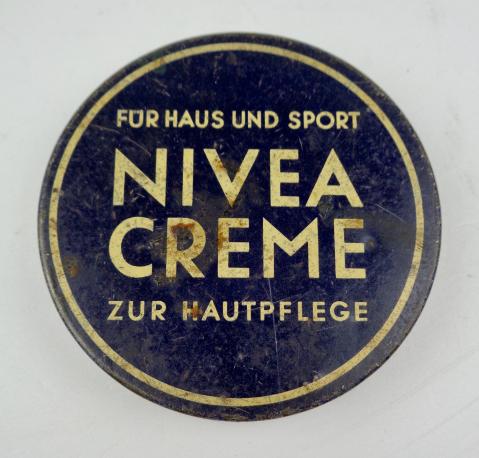 FÜR HAUS UND SPORT
NIVEA
CREME
ZUR HAUTPFLEGE